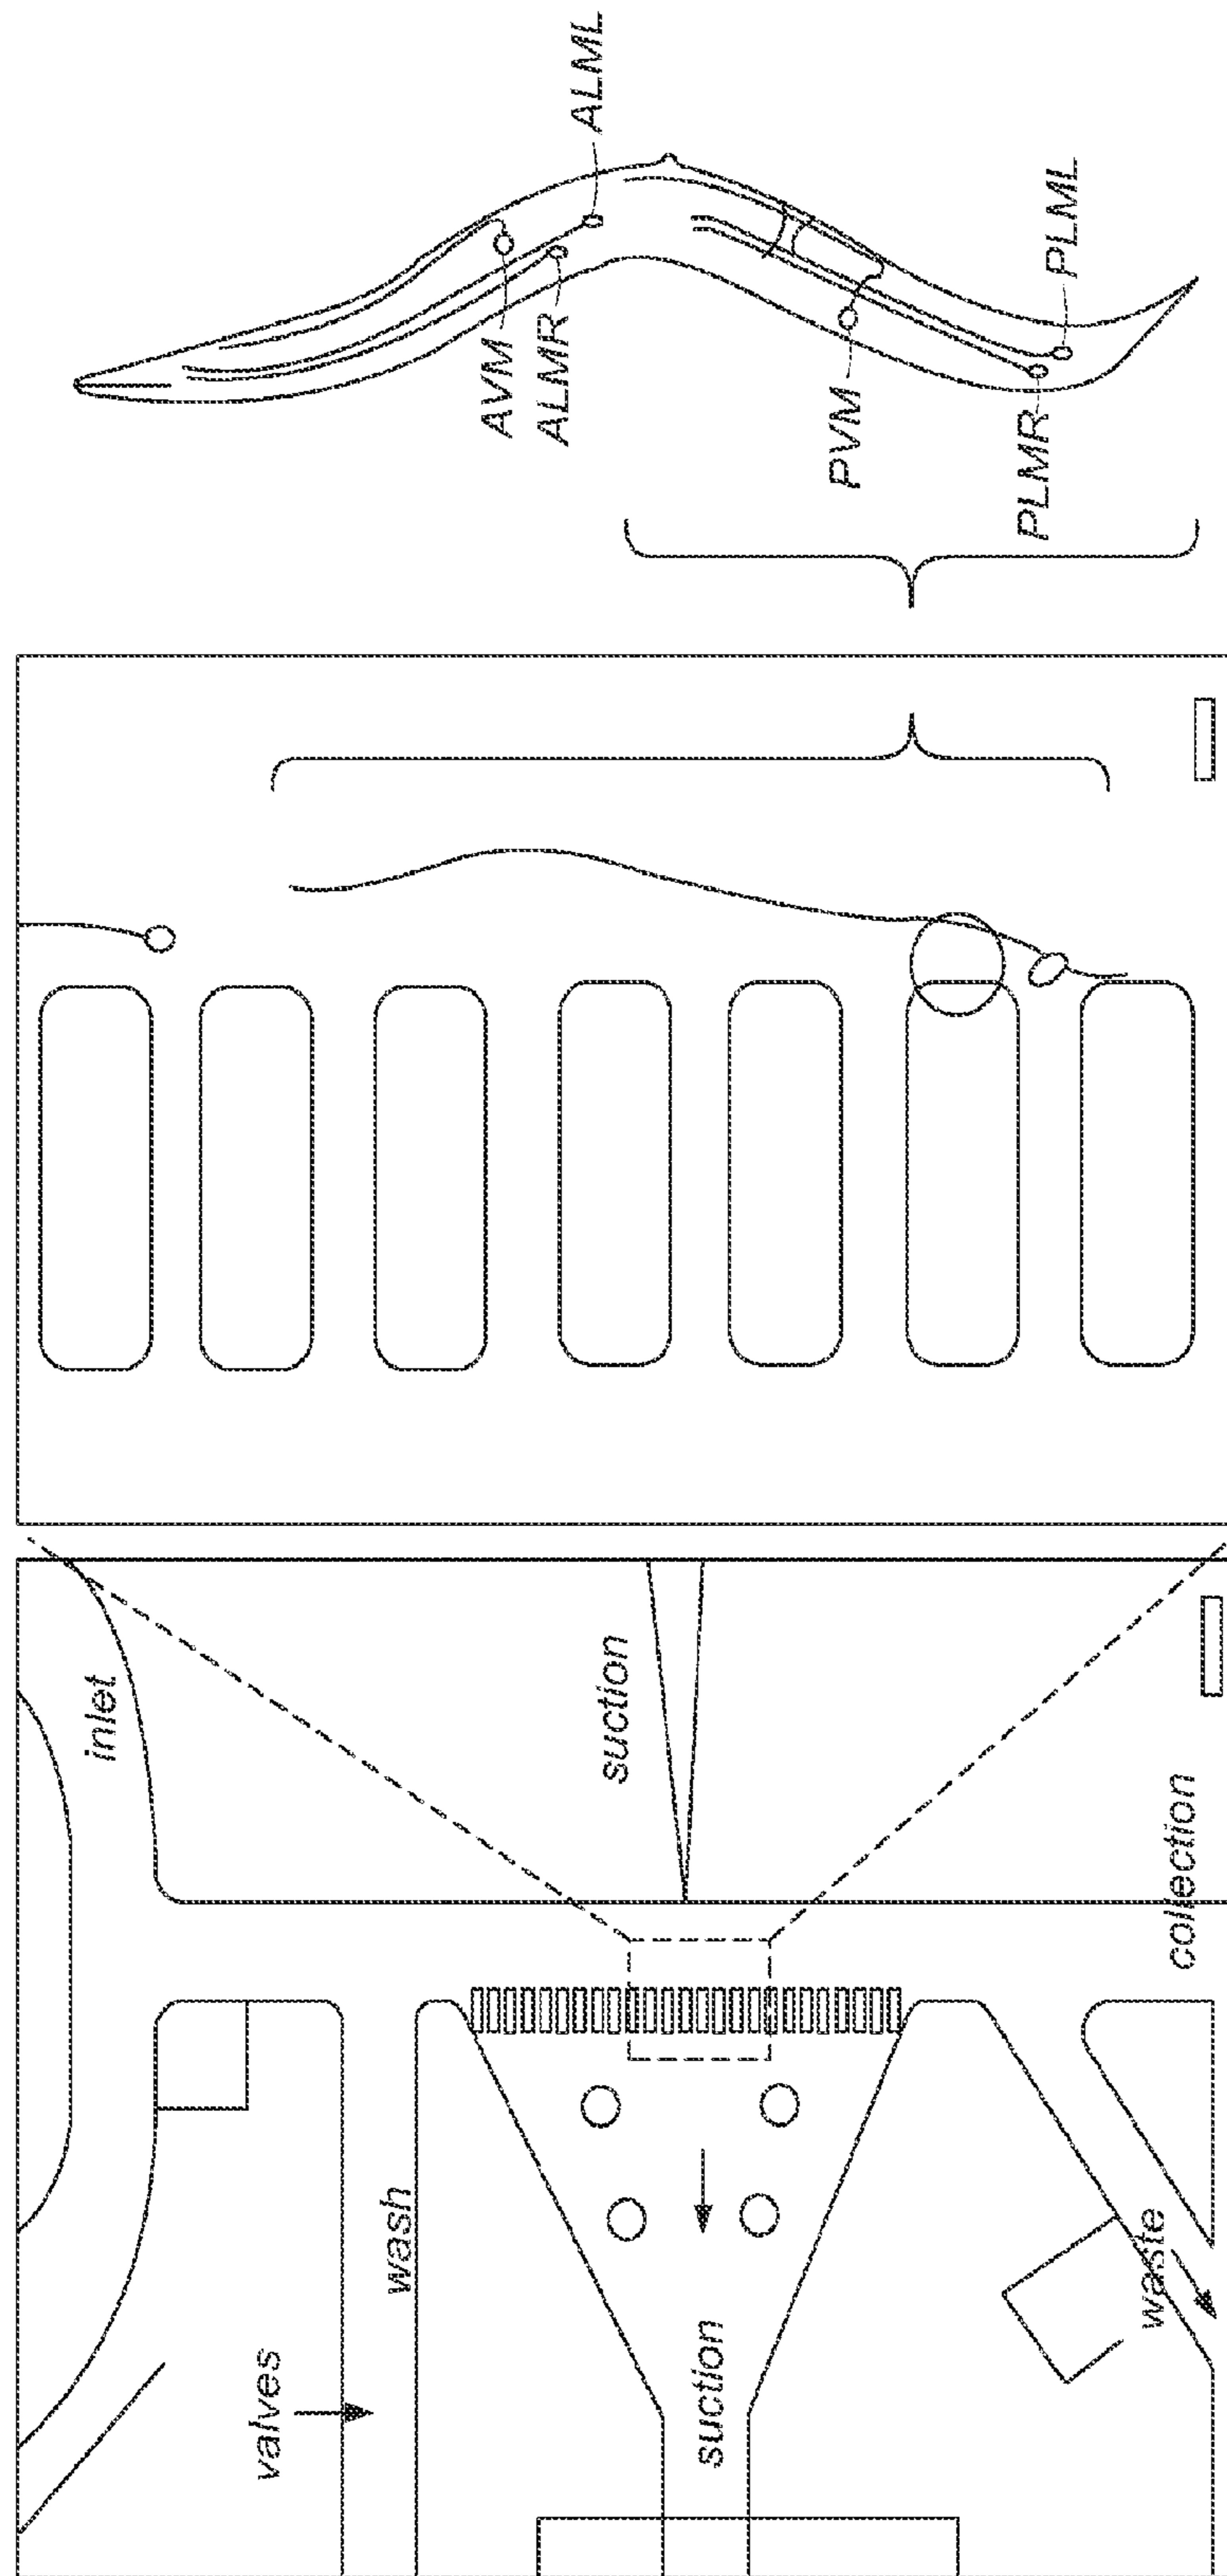 ALML
AVM
ALMR
PLML
PVM
PLMR
inlet
suction
collection
wash
valves
suction
waste